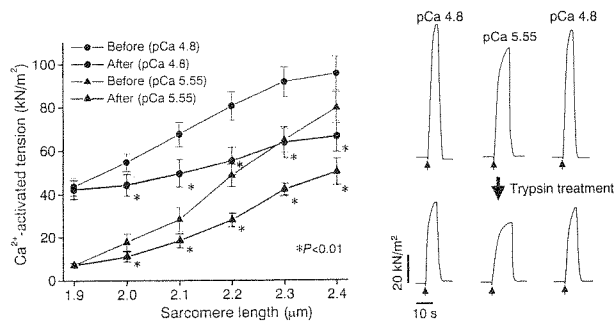 Before (pCa 4.8)
After (pCa 4.8)
Before (pCa 5.55)
After (pCa 5.55)
Ca²⁺-activated tension (kN/m²)
100
80
60
40
20
0
*
*
*
*
*
*
*
*
*
*
*P<0.01
1.9 2.0 2.1 2.2 2.3 2.4
Sarcomere length (μm)
pCa 4.8
pCa 5.55
pCa 4.8
Trypsin treatment
20 kN/m²
10 s